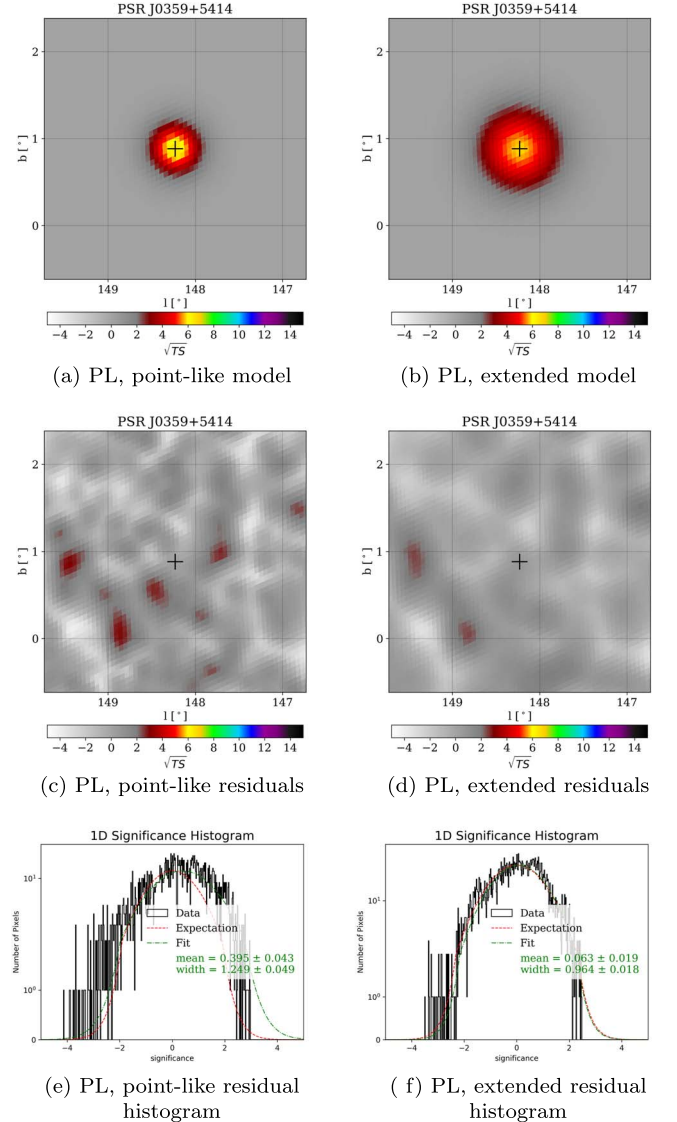 PSR J0359+5414
PSR J0359+5414
2
1
0
b [°]
149 148 147
l [°]
−4 −2 0 2 4 6 8 10 12 14
√TS
2
1
0
b [°]
149 148 147
l [°]
−4 −2 0 2 4 6 8 10 12 14
√TS
(a) PL, point-like model
(b) PL, extended model
PSR J0359+5414
PSR J0359+5414
2
1
0
b [°]
149 148 147
l [°]
−4 −2 0 2 4 6 8 10 12 14
√TS
2
1
0
b [°]
149 148 147
l [°]
−4 −2 0 2 4 6 8 10 12 14
√TS
(c) PL, point-like residuals
(d) PL, extended residuals
1D Significance Histogram
Number of Pixels
10¹
10⁰
0
Data
Expectation
Fit
mean = 0.395 ± 0.043
width = 1.249 ± 0.049
−4 −2 0 2 4
significance
1D Significance Histogram
Number of Pixels
10¹
10⁰
0
Data
Expectation
Fit
mean = 0.063 ± 0.019
width = 0.964 ± 0.018
−4 −2 0 2 4
significance
(e) PL, point-like residual
histogram
( f) PL, extended residual
histogram